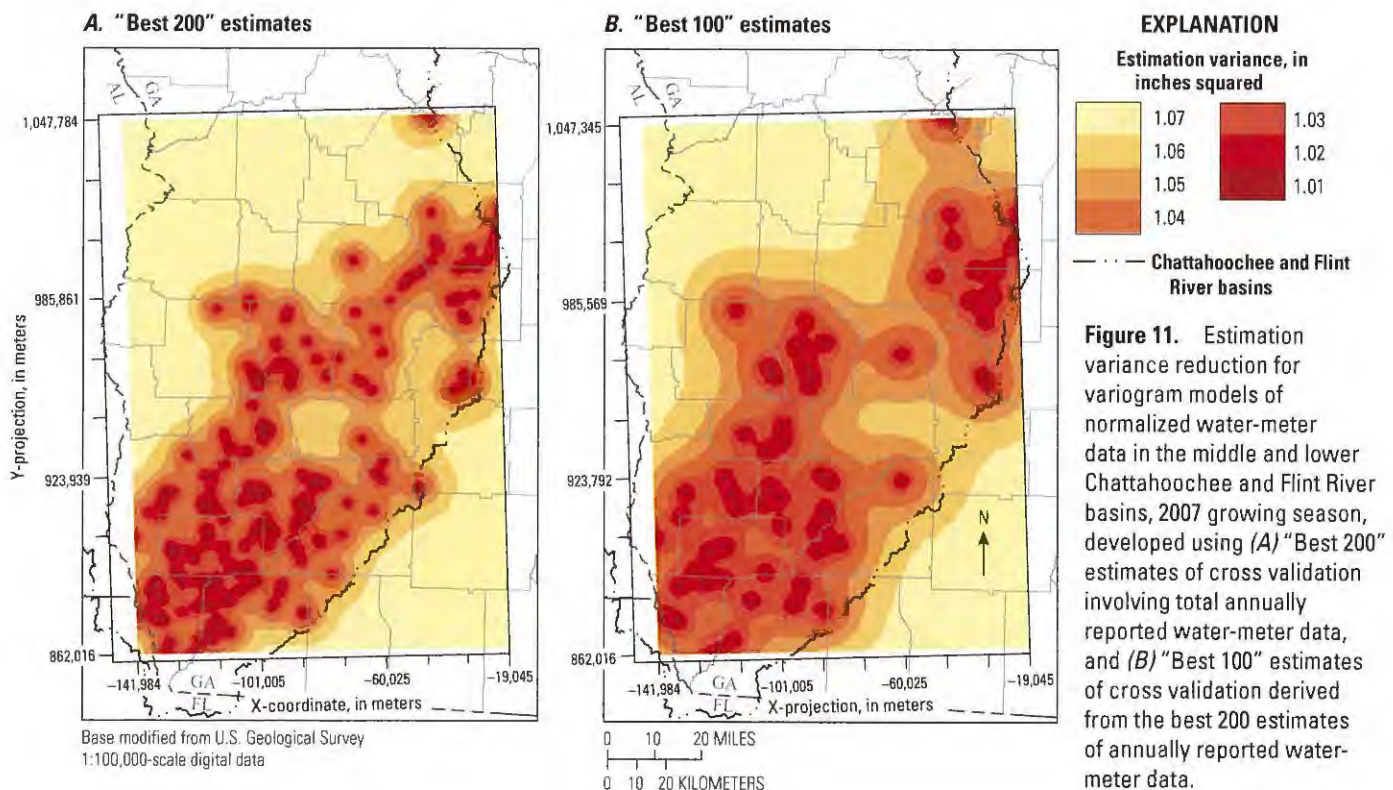 A. "Best 200" estimates
GA
AL
1,047,784
985,861
923,939
862,016
Y-projection, in meters
−141,984
−101,005
−60,025
−19,045
GA
FL
X-coordinate, in meters
Base modified from U.S. Geological Survey
1:100,000-scale digital data
B. "Best 100" estimates
GA
AL
1,047,345
985,569
923,792
862,016
N
−141,984
−101,005
−60,025
−19,045
GA
FL
X-projection, in meters
0 10 20 MILES
0 10 20 KILOMETERS
EXPLANATION
Estimation variance, in
inches squared
1.07
1.06
1.05
1.04
1.03
1.02
1.01
Chattahoochee and Flint
River basins
Figure 11. Estimation
variance reduction for
variogram models of
normalized water-meter
data in the middle and lower
Chattahoochee and Flint River
basins, 2007 growing season,
developed using (A) "Best 200"
estimates of cross validation
involving total annually
reported water-meter data,
and (B) "Best 100" estimates
of cross validation derived
from the best 200 estimates
of annually reported water-
meter data.